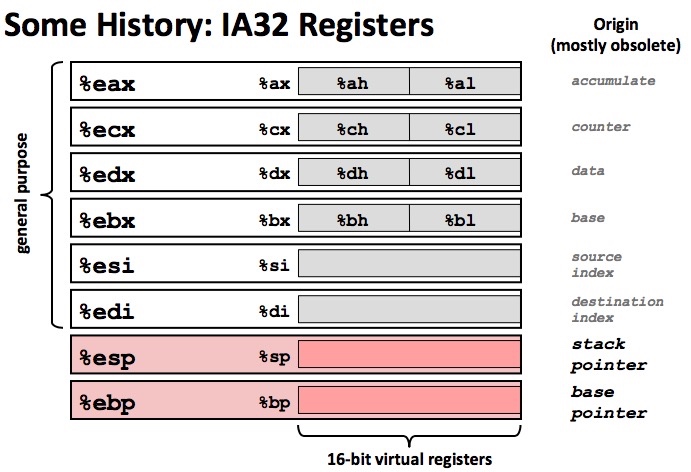 Some History: IA32 Registers
Origin
(mostly obsolete)
general purpose
%eax %ax %ah %al accumulate
%ecx %cx %ch %cl counter
%edx %dx %dh %dl data
%ebx %bx %bh %bl base
%esi %si source
index
%edi %di destination
index
%esp %sp stack
pointer
%ebp %bp base
pointer
16-bit virtual registers